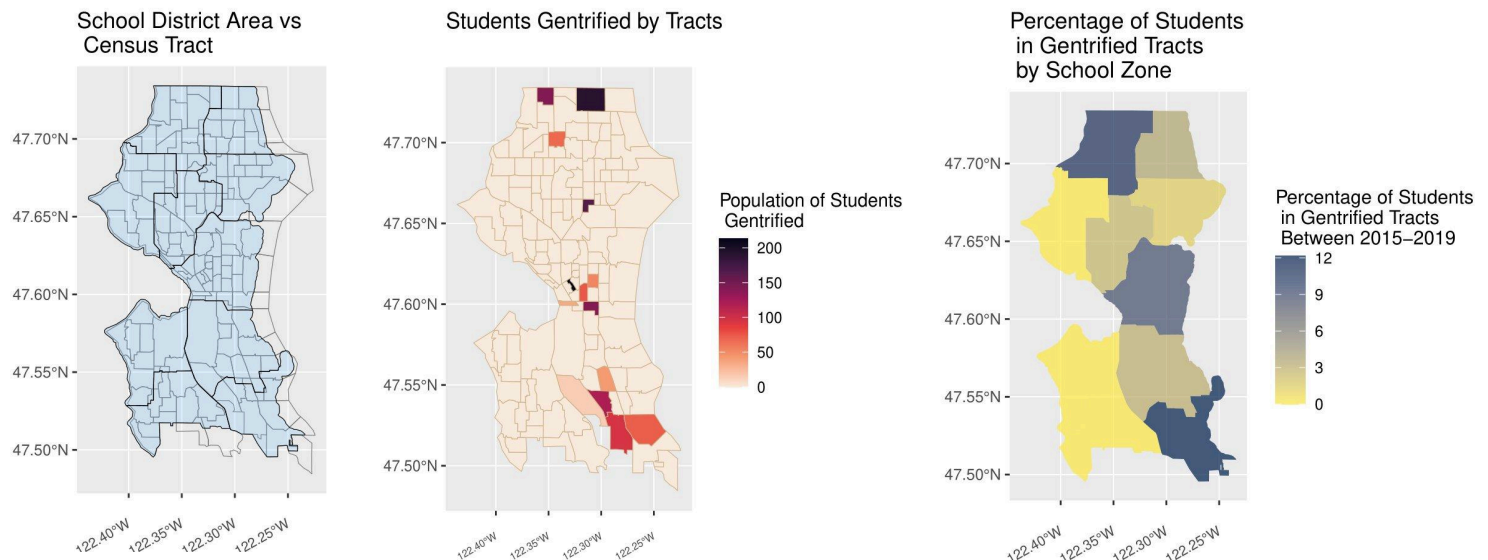 School District Area vs
Census Tract
47.70°N
47.65°N
47.60°N
47.55°N
47.50°N
122.40°W
122.35°W
122.30°W
122.25°W
Students Gentrified by Tracts
47.70°N
47.65°N
47.60°N
47.55°N
47.50°N
122.40°W
122.35°W
122.30°W
122.25°W
Population of Students
Gentrified
200
150
100
50
0
Percentage of Students
in Gentrified Tracts
by School Zone
47.70°N
47.65°N
47.60°N
47.55°N
47.50°N
122.40°W
122.35°W
122.30°W
122.25°W
Percentage of Students
in Gentrified Tracts
Between 2015−2019
12
9
6
3
0